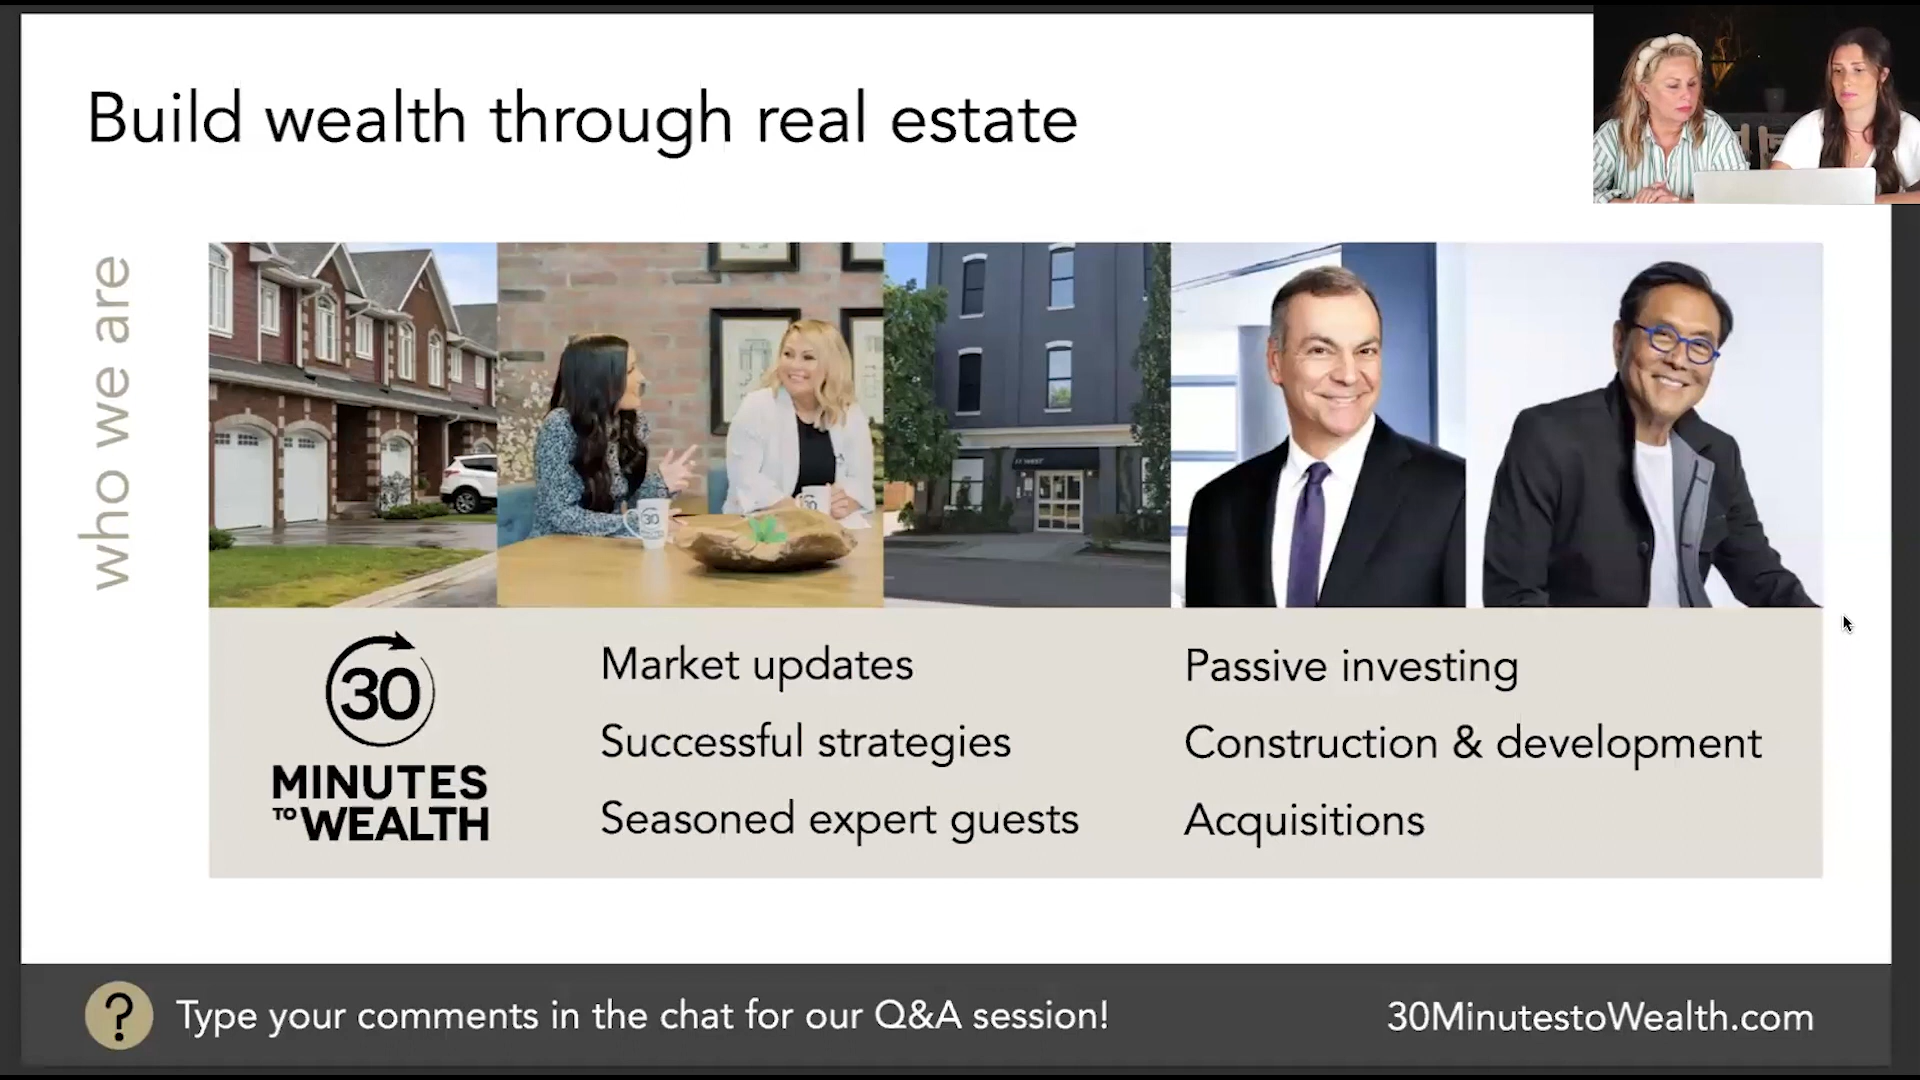 Build wealth through real estate
who we are
30
30
MINUTES
TO WEALTH
Market updates
Successful strategies
Seasoned expert guests
Passive investing
Construction & development
Acquisitions
? Type your comments in the chat for our Q&A session!
30MinutestoWealth.com